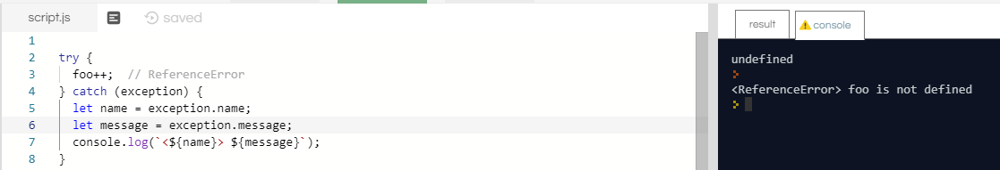 script.js saved
1
2 try {
3 foo++;  // ReferenceError
4 } catch (exception) {
5 let name = exception.name;
6 let message = exception.message;
7 console.log(`<${name}> ${message}`);
8 }
result console
undefined
<ReferenceError> foo is not defined